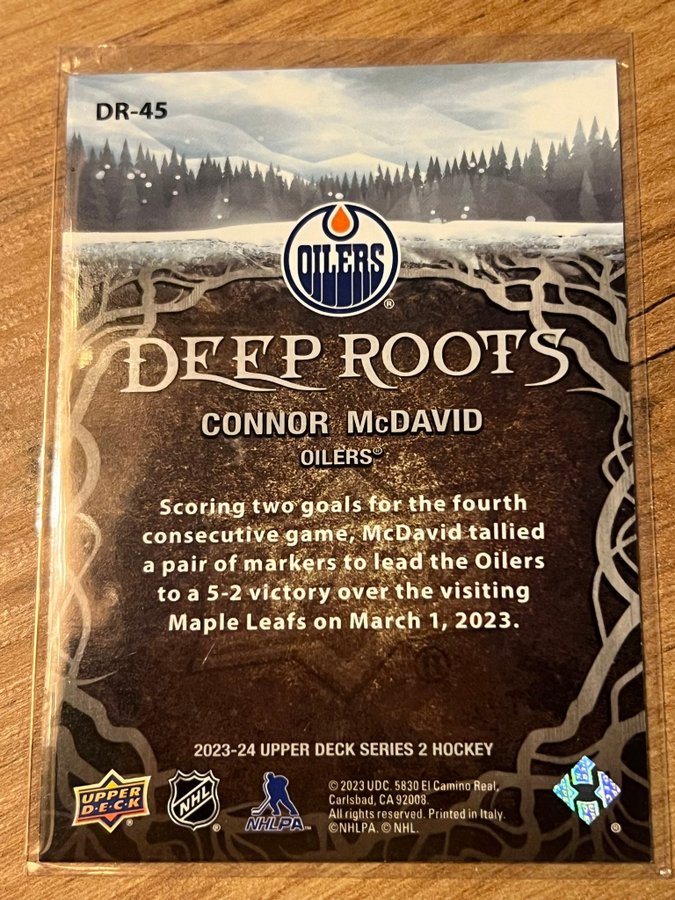 DR-45
OILERS
®
DEEP ROOTS
CONNOR McDAVID
OILERS®
Scoring two goals for the fourth
consecutive game, McDavid tallied
a pair of markers to lead the Oilers
to a 5-2 victory over the visiting
Maple Leafs on March 1, 2023.
2023-24 UPPER DECK SERIES 2 HOCKEY
UPPER
D·E·C·K
®
NHL
®
NHLPA™
© 2023 UDC. 5830 El Camino Real,
Carlsbad, CA 92008.
All rights reserved. Printed in Italy.
©NHLPA. © NHL.
®